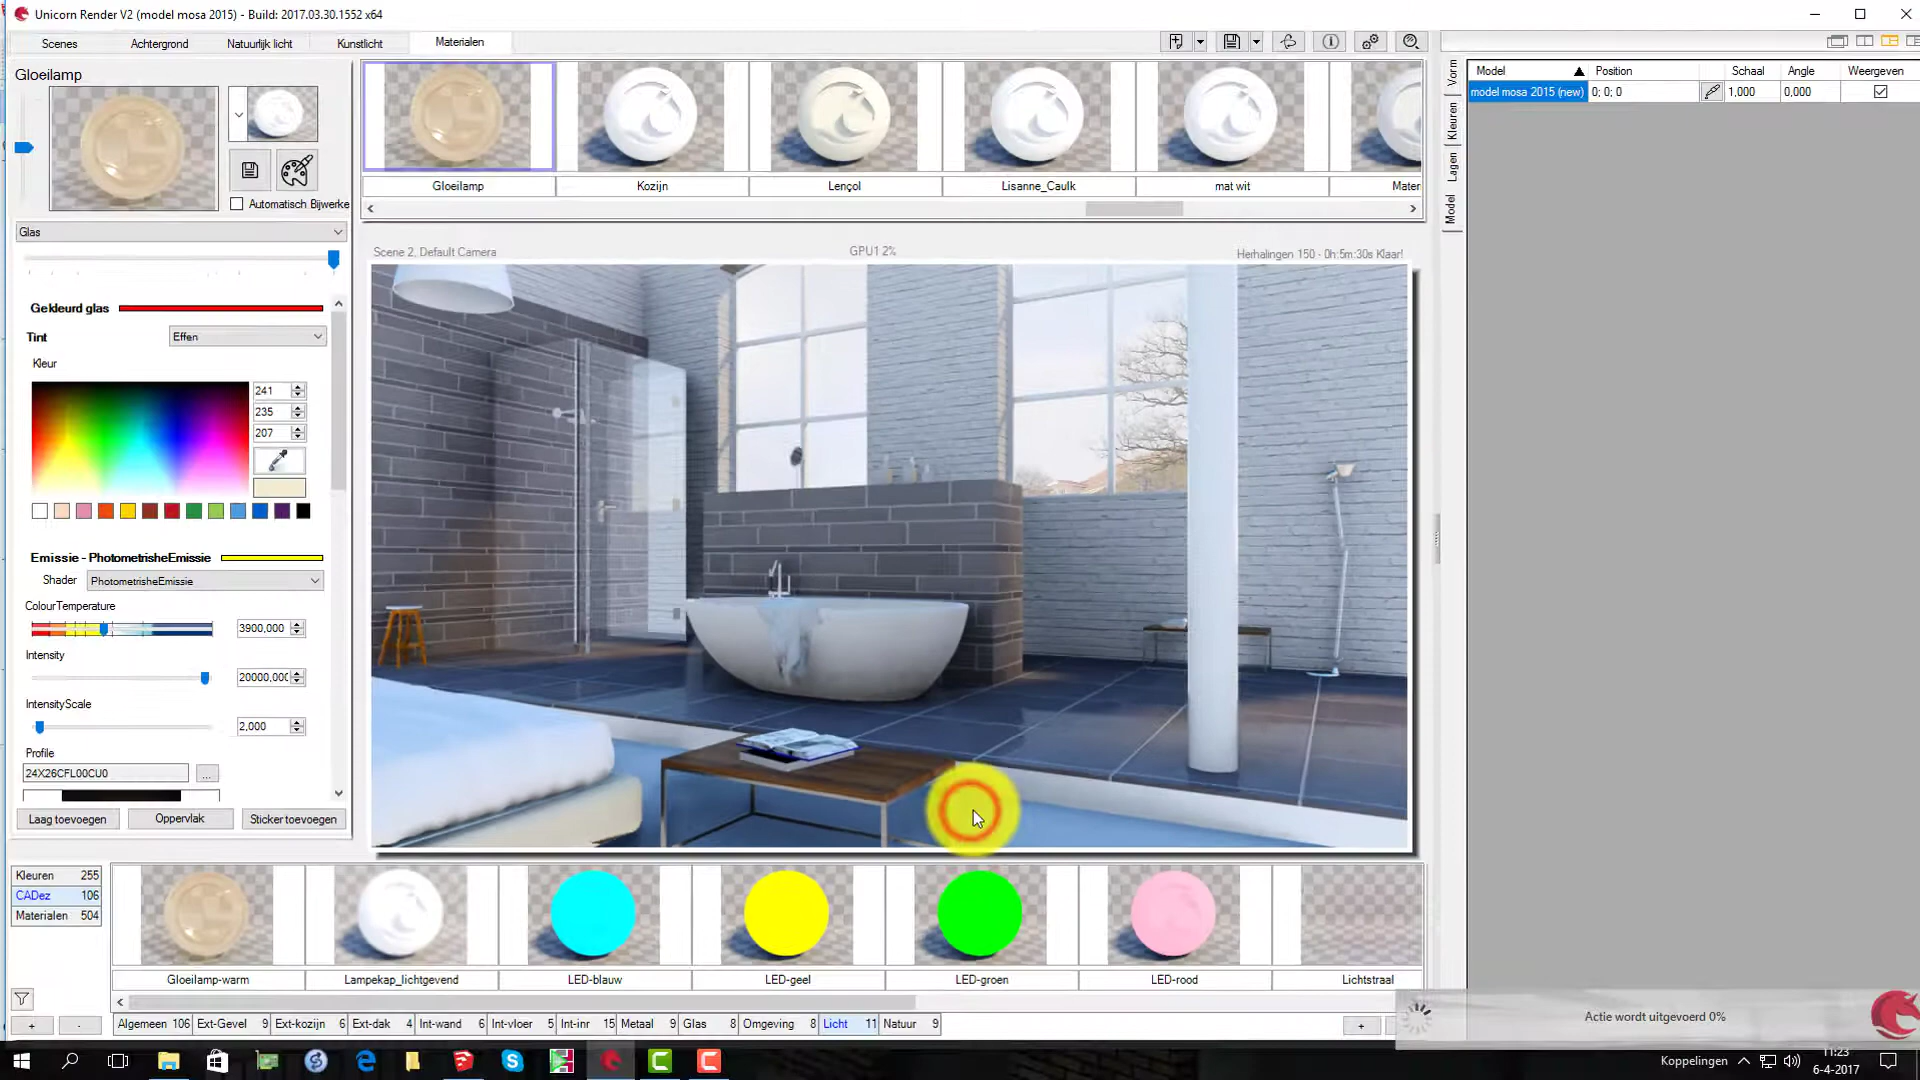 Unicorn Render V2 (model mosa 2015) - Build: 2017.03.30.1552 x64
Scenes
Achtergrond
Natuurlijk licht
Kunstlicht
Materialen
Gloeilamp
Automatisch Bijwerke
Glas
Gekleurd glas
Tint
Effen
Kleur
241
235
207
Emissie - PhotometrisheEmissie
Shader
PhotometrisheEmissie
ColourTemperature
3900,000
Intensity
20000,000
IntensityScale
2,000
Profile
24X26CFL00CU0
...
Laag toevoegen
Oppervlak
Sticker toevoegen
Gloeilamp
Kozijn
Lençol
Lisanne_Caulk
mat wit
Mater
Scene 2, Default Camera
GPU1 2%
Herhalingen 150 - 0h:5m:30s Klaar!
Vorm
Kleuren
Lagen
Model
Model
Position
Schaal
Angle
Weergeven
model mosa 2015 (new)
0; 0; 0
1,000
0,000
Kleuren 255
CADez 106
Materialen 504
Gloeilamp-warm
Lampekap_lichtgevend
LED-blauw
LED-geel
LED-groen
LED-rood
Lichtstraal
+
-
Algemeen 106
Ext-Gevel 9
Ext-kozijn 6
Ext-dak 4
Int-wand 6
Int-vloer 5
Int-inr 15
Metaal 9
Glas 8
Omgeving 8
Licht 11
Natuur 9
+
Actie wordt uitgevoerd 0%
Koppelingen
11:23
6-4-2017